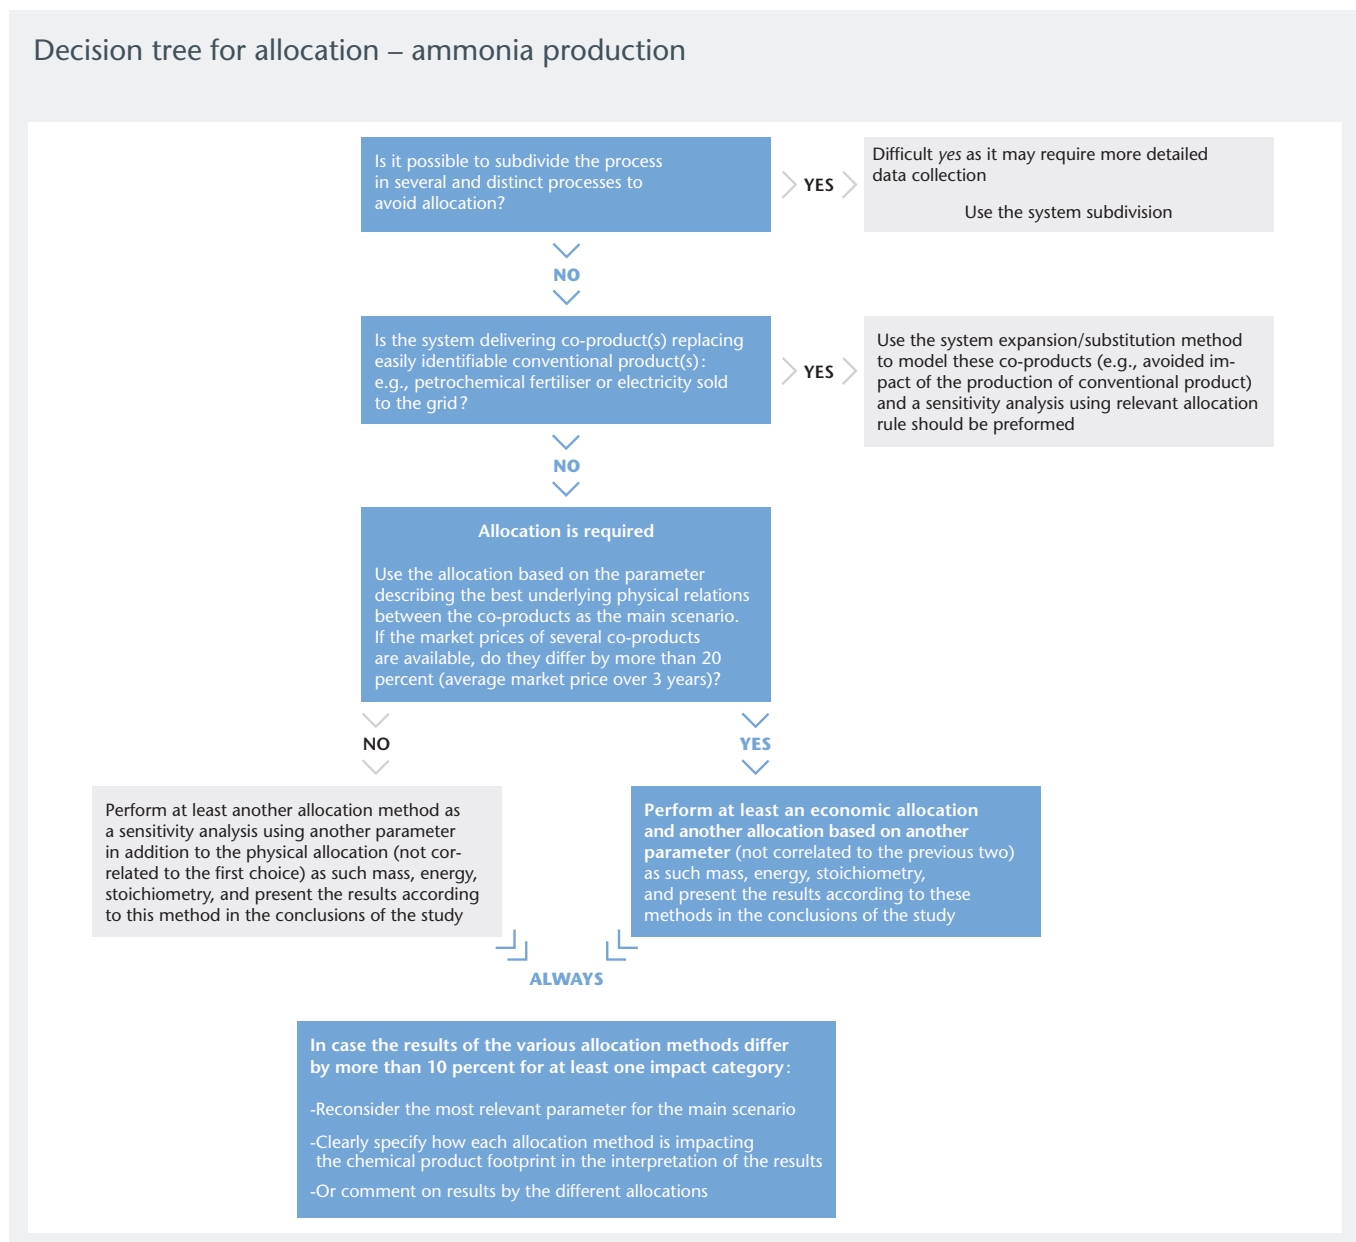 Decision tree for allocation – ammonia production
Is it possible to subdivide the process
in several and distinct processes to
avoid allocation?
YES
Difficult yes as it may require more detailed
data collection
Use the system subdivision
NO
Is the system delivering co-product(s) replacing
easily identifiable conventional product(s):
e.g., petrochemical fertiliser or electricity sold
to the grid?
YES
Use the system expansion/substitution method
to model these co-products (e.g., avoided im-
pact of the production of conventional product)
and a sensitivity analysis using relevant allocation
rule should be preformed
NO
Allocation is required
Use the allocation based on the parameter
describing the best underlying physical relations
between the co-products as the main scenario.
If the market prices of several co-products
are available, do they differ by more than 20
percent (average market price over 3 years)?
NO
YES
Perform at least another allocation method as
a sensitivity analysis using another parameter
in addition to the physical allocation (not cor-
related to the first choice) as such mass, energy,
stoichiometry, and present the results according
to this method in the conclusions of the study
Perform at least an economic allocation
and another allocation based on another
parameter (not correlated to the previous two)
as such mass, energy, stoichiometry,
and present the results according to these
methods in the conclusions of the study
ALWAYS
In case the results of the various allocation methods differ
by more than 10 percent for at least one impact category:
-Reconsider the most relevant parameter for the main scenario
-Clearly specify how each allocation method is impacting
the chemical product footprint in the interpretation of the results
-Or comment on results by the different allocations